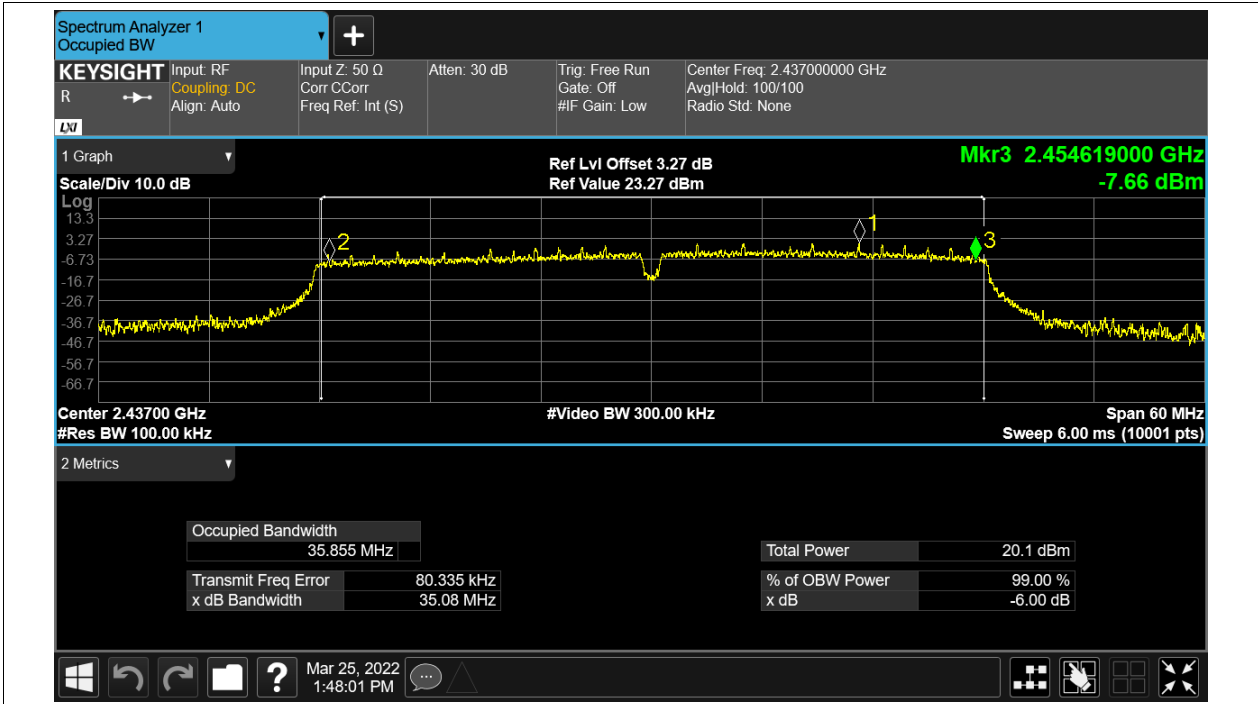 Spectrum Analyzer 1
Occupied BW
+
KEYSIGHT
R
LXI
Input: RF
Coupling: DC
Align: Auto
Input Z: 50 Ω
Corr CCorr
Freq Ref: Int (S)
Atten: 30 dB
Trig: Free Run
Gate: Off
#IF Gain: Low
Center Freq: 2.437000000 GHz
Avg|Hold: 100/100
Radio Std: None
1 Graph
Scale/Div 10.0 dB
Ref Lvl Offset 3.27 dB
Ref Value 23.27 dBm
Mkr3 2.454619000 GHz
-7.66 dBm
Log
13.3
3.27
-6.73
-16.7
-26.7
-36.7
-46.7
-56.7
-66.7
2
1
3
Center 2.43700 GHz
#Video BW 300.00 kHz
Span 60 MHz
#Res BW 100.00 kHz
Sweep 6.00 ms (10001 pts)
2 Metrics
Occupied Bandwidth
35.855 MHz
Total Power 20.1 dBm
Transmit Freq Error 80.335 kHz
% of OBW Power 99.00 %
x dB Bandwidth 35.08 MHz
x dB -6.00 dB
?
Mar 25, 2022
1:48:01 PM